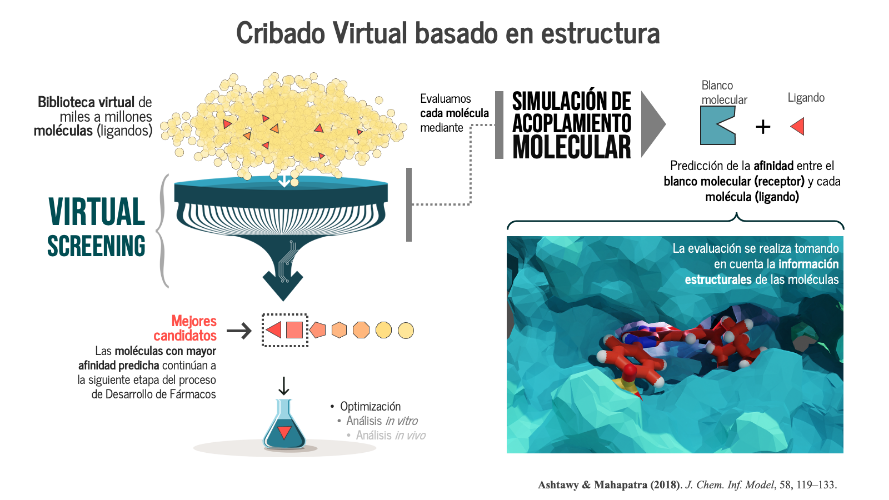 Cribado Virtual basado en estructura
Biblioteca virtual de
miles a millones
moléculas (ligandos)
VIRTUAL
SCREENING
Evaluamos
cada molécula
mediante
SIMULACIÓN DE
ACOPLAMIENTO
MOLECULAR
Blanco
molecular
+
Ligando
Predicción de la afinidad entre el
blanco molecular (receptor) y cada
molécula (ligando)
La evaluación se realiza tomando
en cuenta la información
estructurales de las moléculas
Mejores
candidatos
Las moléculas con mayor
afinidad predicha continúan a
la siguiente etapa del proceso
de Desarrollo de Fármacos
• Optimización
• Análisis in vitro
• Análisis in vivo
Ashtawy & Mahapatra (2018). J. Chem. Inf. Model, 58, 119–133.